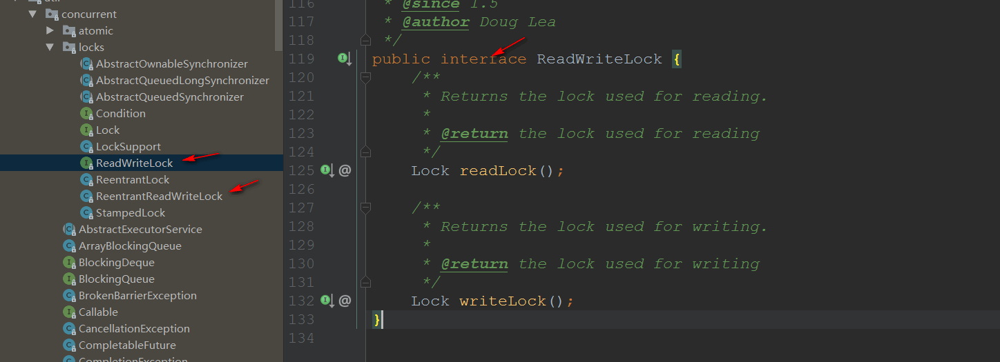 util
concurrent
atomic
locks
AbstractOwnableSynchronizer
AbstractQueuedLongSynchronizer
AbstractQueuedSynchronizer
Condition
Lock
LockSupport
ReadWriteLock
ReentrantLock
ReentrantReadWriteLock
StampedLock
AbstractExecutorService
ArrayBlockingQueue
BlockingDeque
BlockingQueue
BrokenBarrierException
Callable
CancellationException
CompletableFuture
CompletionException
116 * @since 1.5
117 * @author Doug Lea
118 */
119 public interface ReadWriteLock {
120 /**
121 * Returns the lock used for reading.
122 *
123 * @return the lock used for reading
124 */
125 @ Lock readLock();
126
127 /**
128 * Returns the lock used for writing.
129 *
130 * @return the lock used for writing
131 */
132 @ Lock writeLock();
133 }
134